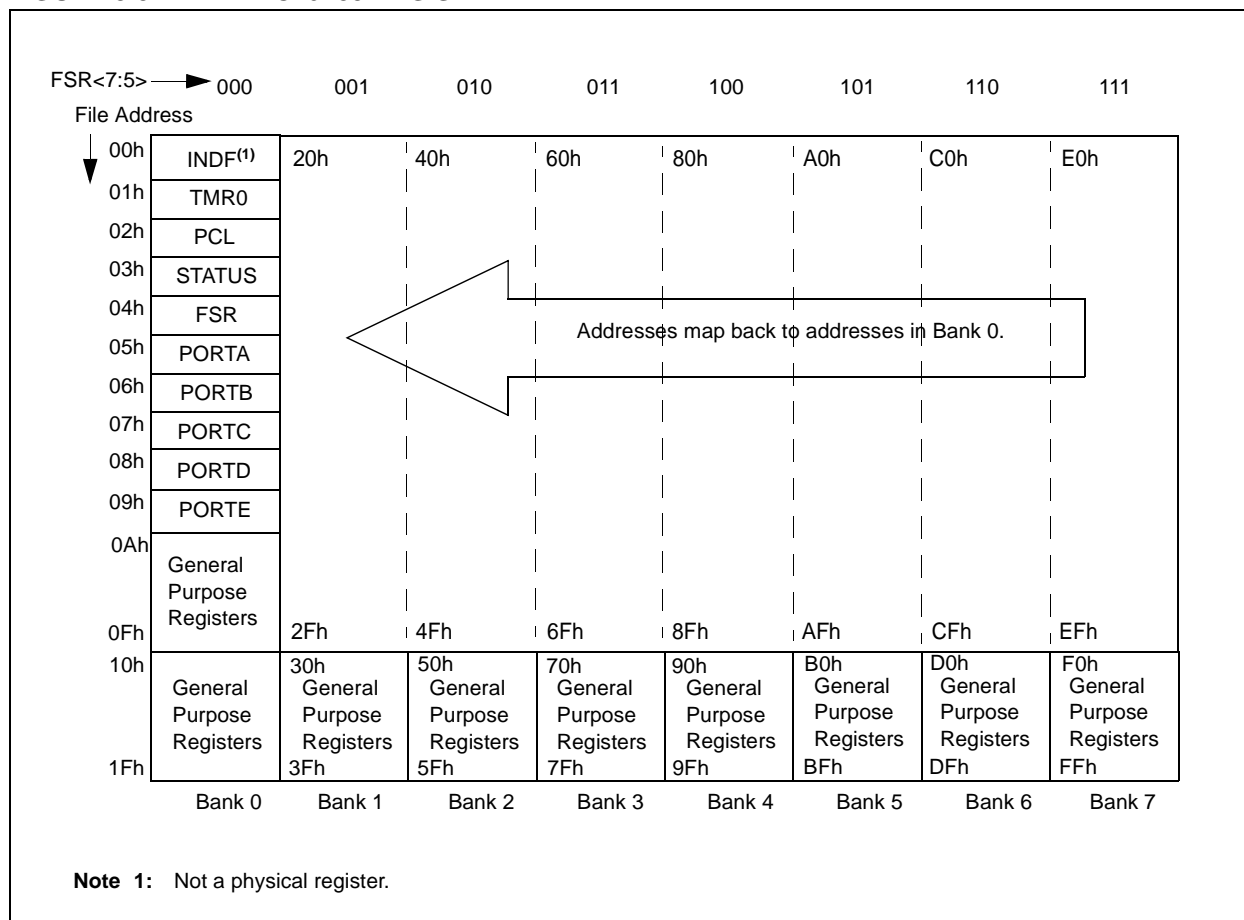 FSR<7:5> 000 001 010 011 100 101 110 111
File Address
00h INDF(1) 20h 40h 60h 80h A0h C0h E0h
01h TMR0
02h PCL
03h STATUS
04h FSR
Addresses map back to addresses in Bank 0.
05h PORTA
06h PORTB
07h PORTC
08h PORTD
09h PORTE
0Ah
General
Purpose
Registers
0Fh 2Fh 4Fh 6Fh 8Fh AFh CFh EFh
10h 30h 50h 70h 90h B0h D0h F0h
General General General General General General General General
Purpose Purpose Purpose Purpose Purpose Purpose Purpose Purpose
Registers Registers Registers Registers Registers Registers Registers Registers
1Fh 3Fh 5Fh 7Fh 9Fh BFh DFh FFh
Bank 0 Bank 1 Bank 2 Bank 3 Bank 4 Bank 5 Bank 6 Bank 7
Note 1: Not a physical register.